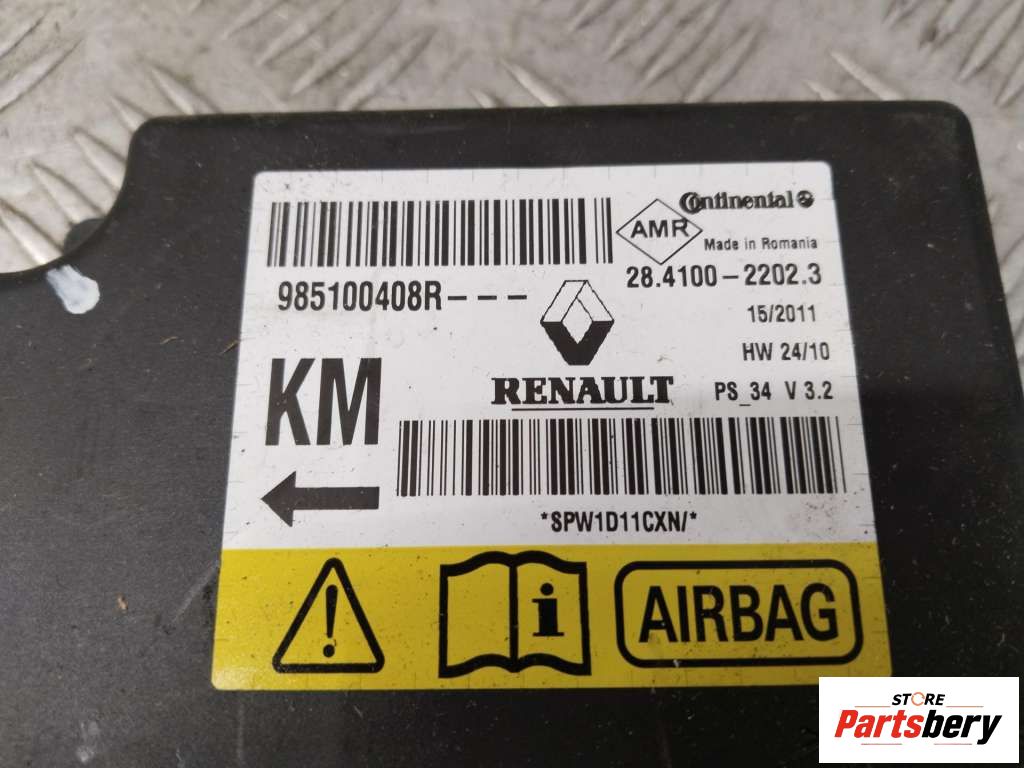 Continental
AMR
Made in Romania
985100408R---
28.4100-2202.3
15/2011
HW 24/10
KM
RENAULT
PS_34 V 3.2
*SPW1D11CXN/*
i
AIRBAG
STORE
Partsbery